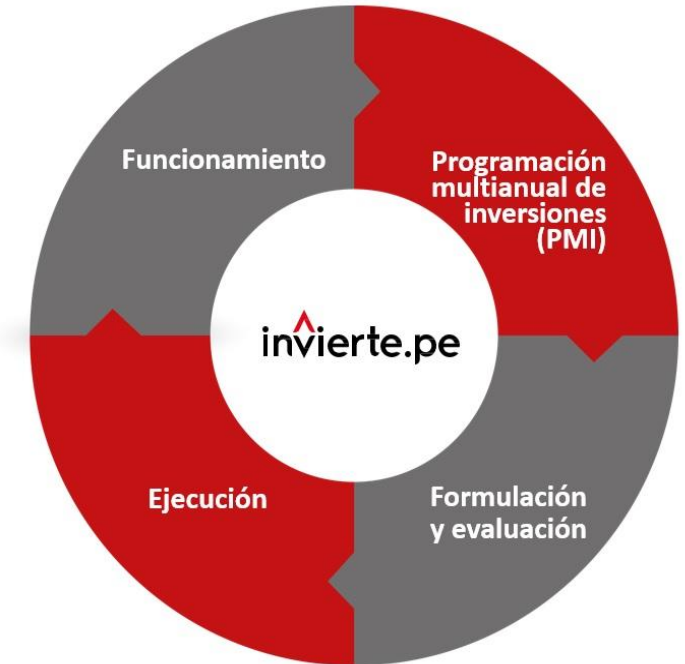 Funcionamiento
Programación
multianual de
inversiones
(PMI)
invierte.pe
Ejecución
Formulación
y evaluación